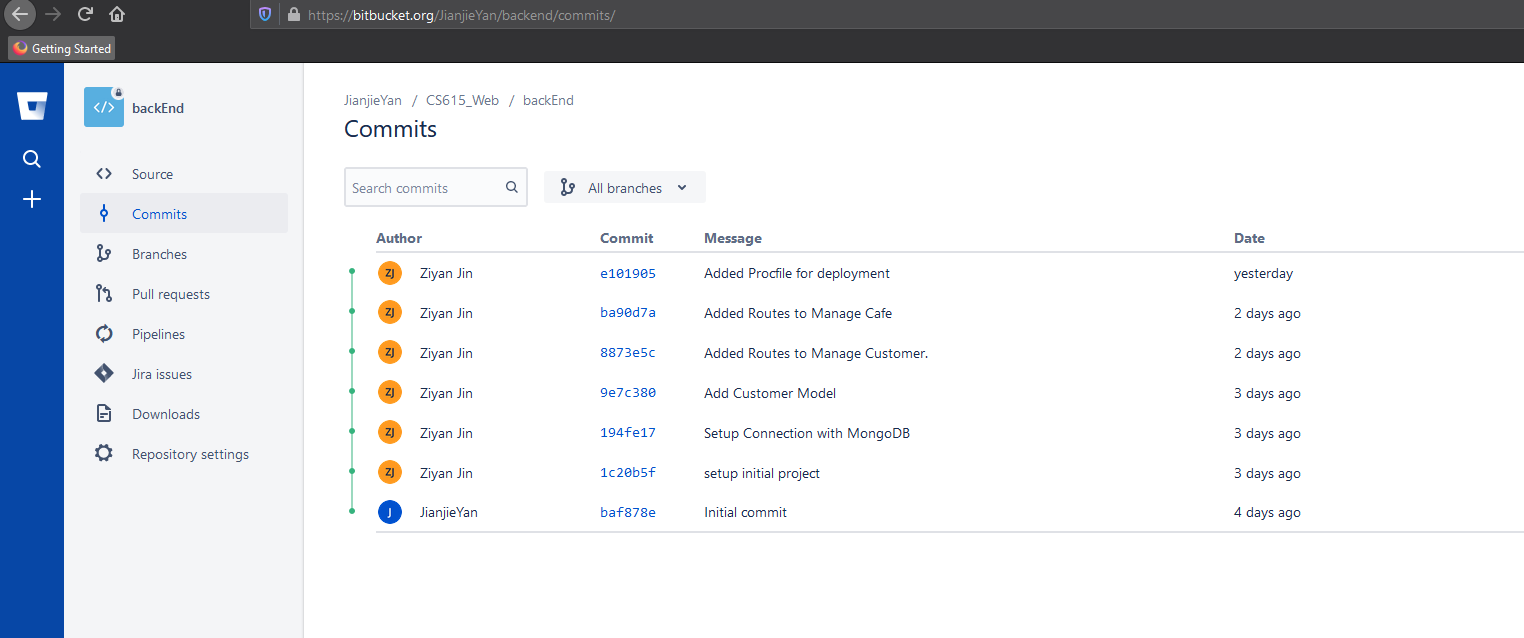 https://bitbucket.org/JianjieYan/backend/commits/
Getting Started
backEnd
Source
Commits
Branches
Pull requests
Pipelines
Jira issues
Downloads
Repository settings
JianjieYan / CS615_Web / backEnd
Commits
Search commits All branches
Author Commit Message Date
ZJ Ziyan Jin e101905 Added Procfile for deployment yesterday
ZJ Ziyan Jin ba90d7a Added Routes to Manage Cafe 2 days ago
ZJ Ziyan Jin 8873e5c Added Routes to Manage Customer. 2 days ago
ZJ Ziyan Jin 9e7c380 Add Customer Model 3 days ago
ZJ Ziyan Jin 194fe17 Setup Connection with MongoDB 3 days ago
ZJ Ziyan Jin 1c20b5f setup initial project 3 days ago
J JianjieYan baf878e Initial commit 4 days ago